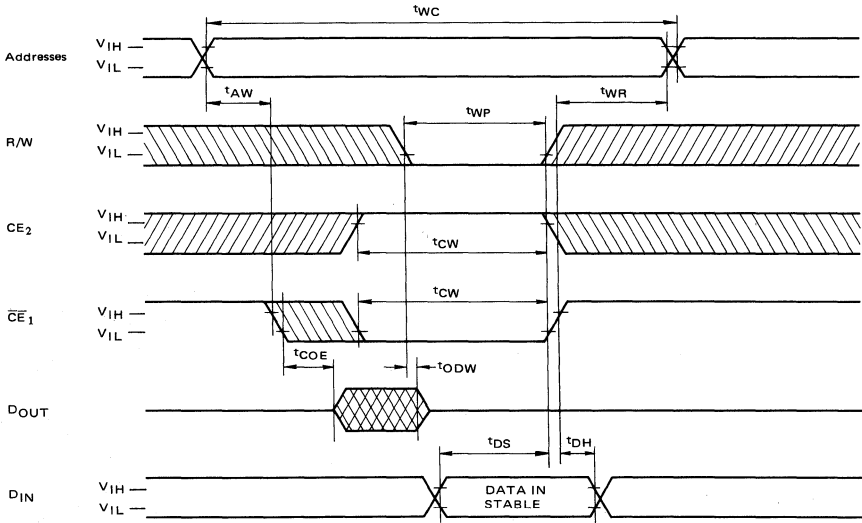 tWC
Addresses
VIH
VIL
tAW
tWP
tWR
R/W
VIH
VIL
CE2
VIH
VIL
tCW
tCW
CE1
VIH
VIL
tCOE
tODW
DOUT
tDS
tDH
DIN
VIH
VIL
DATA IN
STABLE